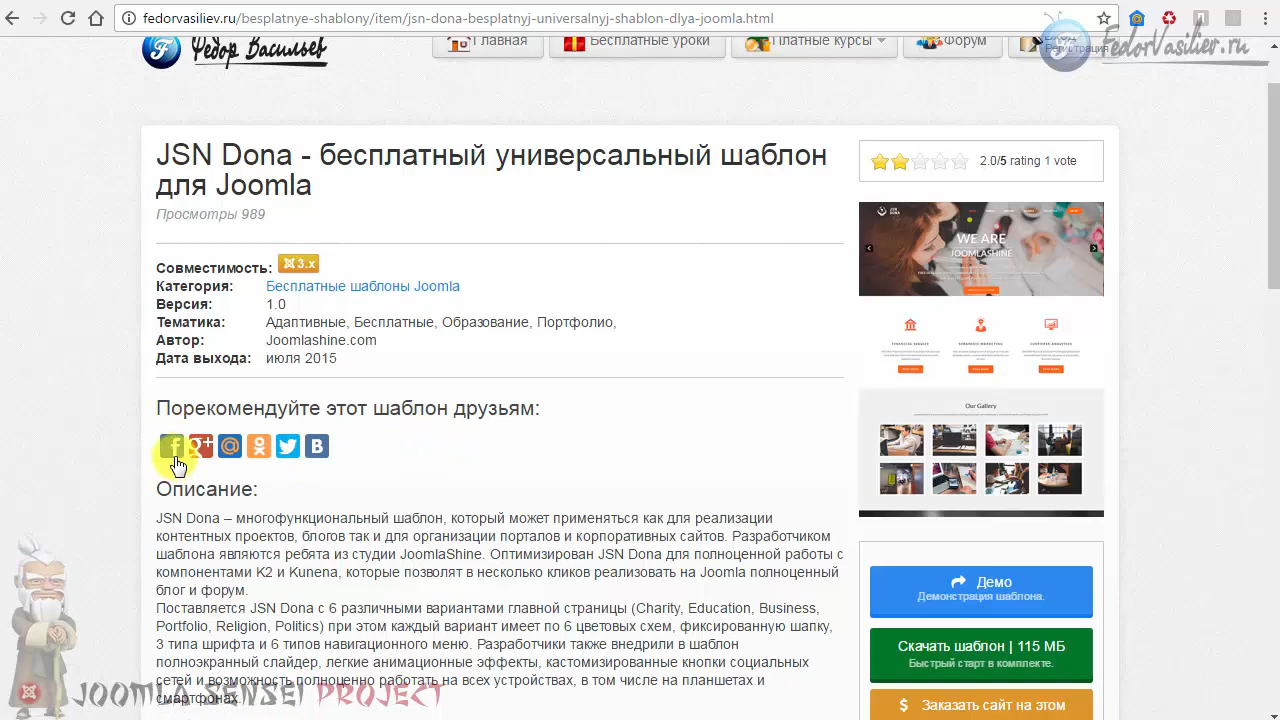 fedorvasiliev.ru/besplatnye-shablony/item/jsn-dona-besplatnyj-universalnyj-shablon-dlya-joomla.html
Федор Васильев
Главная
Бесплатные уроки
Платные курсы
Форум
Регистрация
FedorVasiliev.ru
JSN Dona - бесплатный универсальный шаблон
для Joomla
Просмотры 989
Совместимость: 3.x
Категория: Бесплатные шаблоны Joomla
Версия: 1.0
Тематика: Адаптивные, Бесплатные, Образование, Портфолио,
Автор: Joomlashine.com
Дата выхода: июля 2015
Порекомендуйте этот шаблон друзьям:
Описание:
JSN Dona – многофункциональный шаблон, который может применяться как для реализации
контентных проектов, блогов так и для организации порталов и корпоративных сайтов. Разработчиком
шаблона являются ребята из студии JoomlaShine. Оптимизирован JSN Dona для полноценной работы с
компонентами K2 и Kunena, которые позволят в несколько кликов реализовать на Joomla полноценный
блог и форум.
Поставляется JSN Dona с 6 различными вариантами главной страницы (Charity, Education, Business,
Portfolio, Religion, Politics) при этом каждый вариант имеет по 6 цветовых схем, фиксированную шапку,
3 типа шрифта и 6 типов навигационного меню. Разработчики также внедрили в шаблон
полноэкранный слайдер, легкие анимационные эффекты, кастомизированные кнопки социальных
сетей и возможность полноценно работать на всех устройствах, в том числе на планшетах и
смартфонах.
2.0/5 rating 1 vote
JSN
DONA
WE ARE
JOOMLASHINE
Our Gallery
Демо
Демонстрация шаблона.
Скачать шаблон | 115 МБ
Быстрый старт в комплекте.
$ Заказать сайт на этом
PROJECT